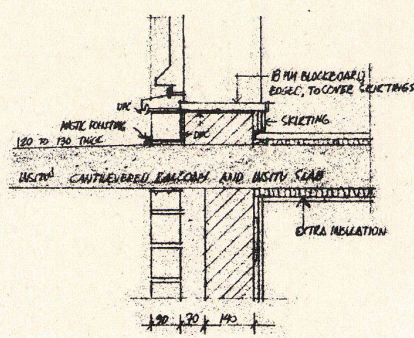 18 MM BLOCKBOARD
EDGED, TO COVER SKIRTINGS
DPC
SKIRTING
MASTIC POINTING
DPC
120 TO 130 THICK
INSITU CANTILEVERED BALCONY AND INSITU SLAB
EXTRA INSULATION
90 70 140